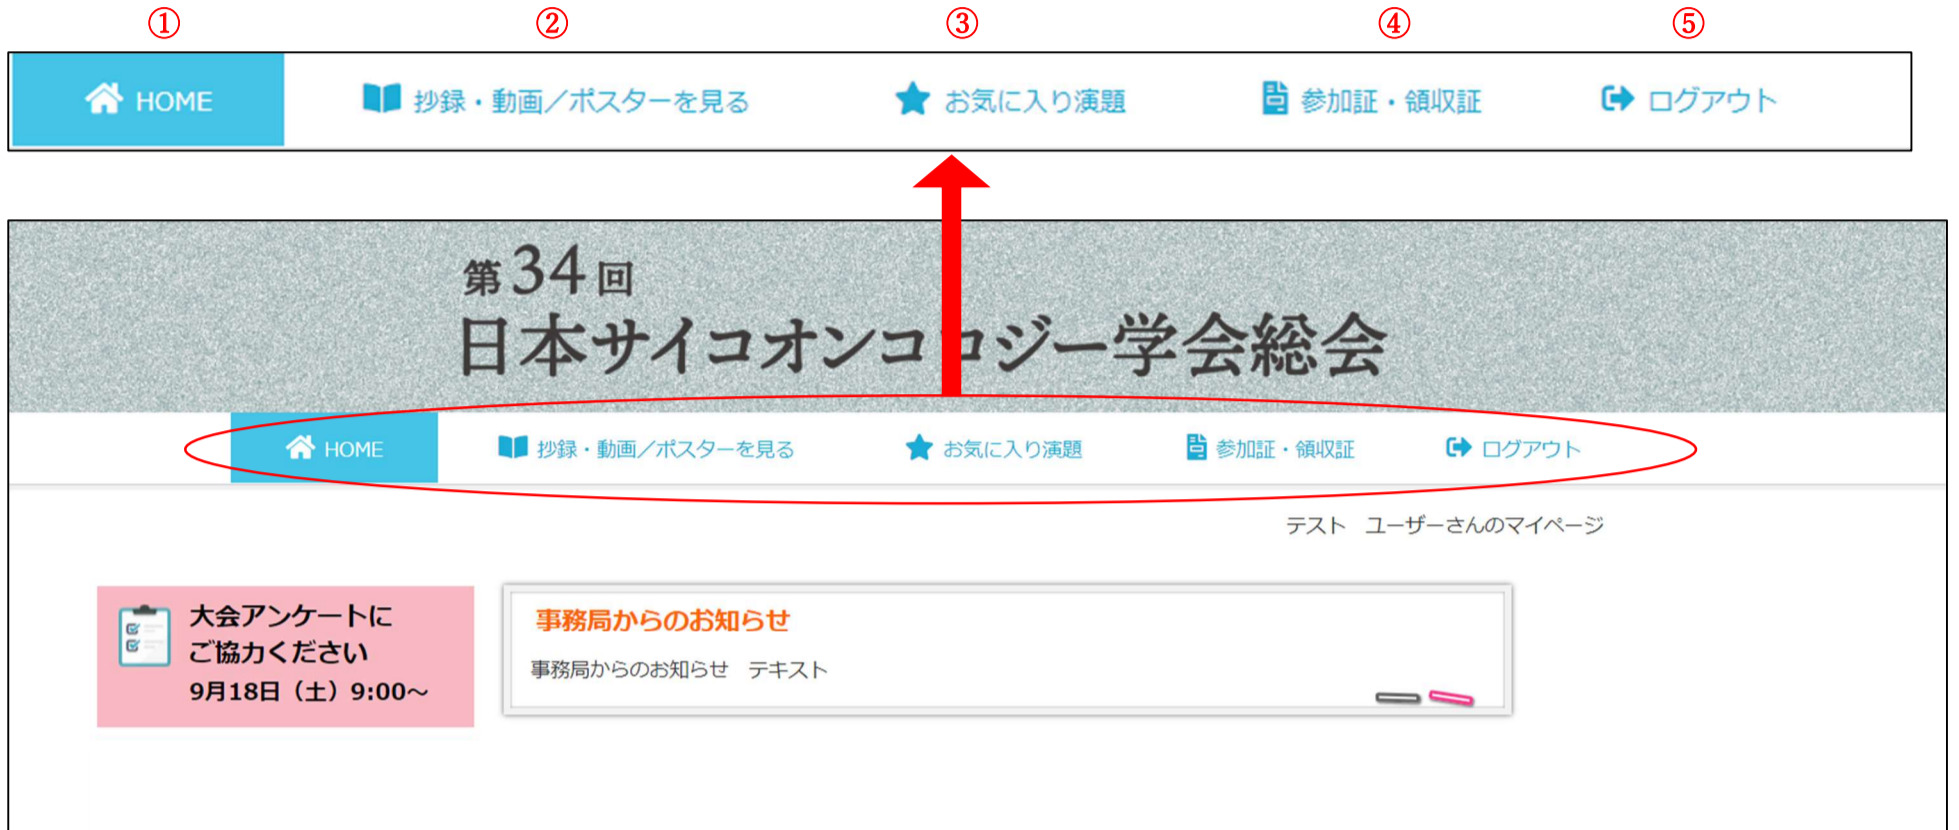 ① ② ③ ④ ⑤
HOME 抄録・動画／ポスターを見る お気に入り演題 参加証・領収証 ログアウト
第34回
日本サイコオンコロジー学会総会
HOME 抄録・動画／ポスターを見る お気に入り演題 参加証・領収証 ログアウト
テスト　ユーザーさんのマイページ
大会アンケートに
ご協力ください
9月18日（土）9:00～
事務局からのお知らせ
事務局からのお知らせ　テキスト